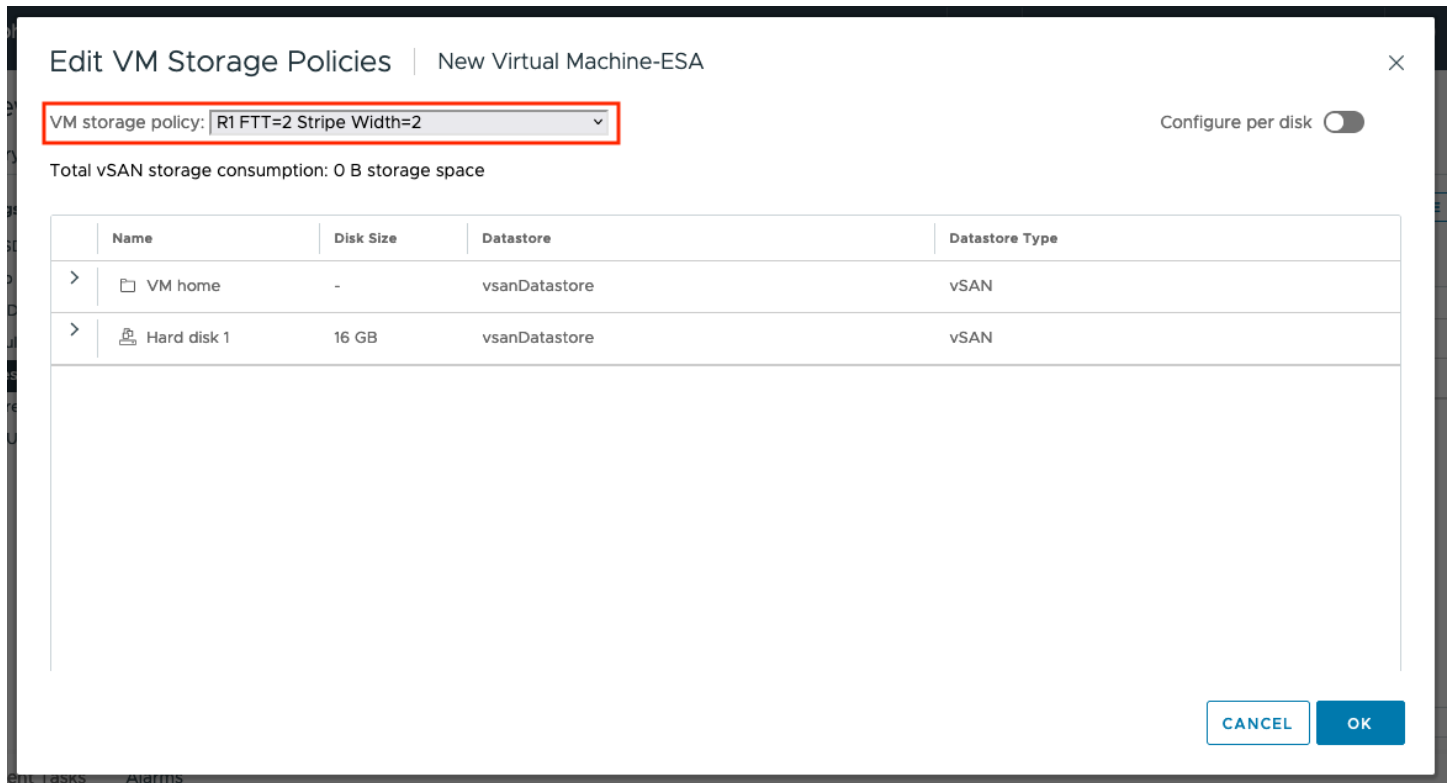 Edit VM Storage Policies New Virtual Machine-ESA
VM storage policy: R1 FTT=2 Stripe Width=2
Configure per disk
Total vSAN storage consumption: 0 B storage space
Name Disk Size Datastore Datastore Type
VM home - vsanDatastore vSAN
Hard disk 1 16 GB vsanDatastore vSAN
CANCEL OK
Alarms